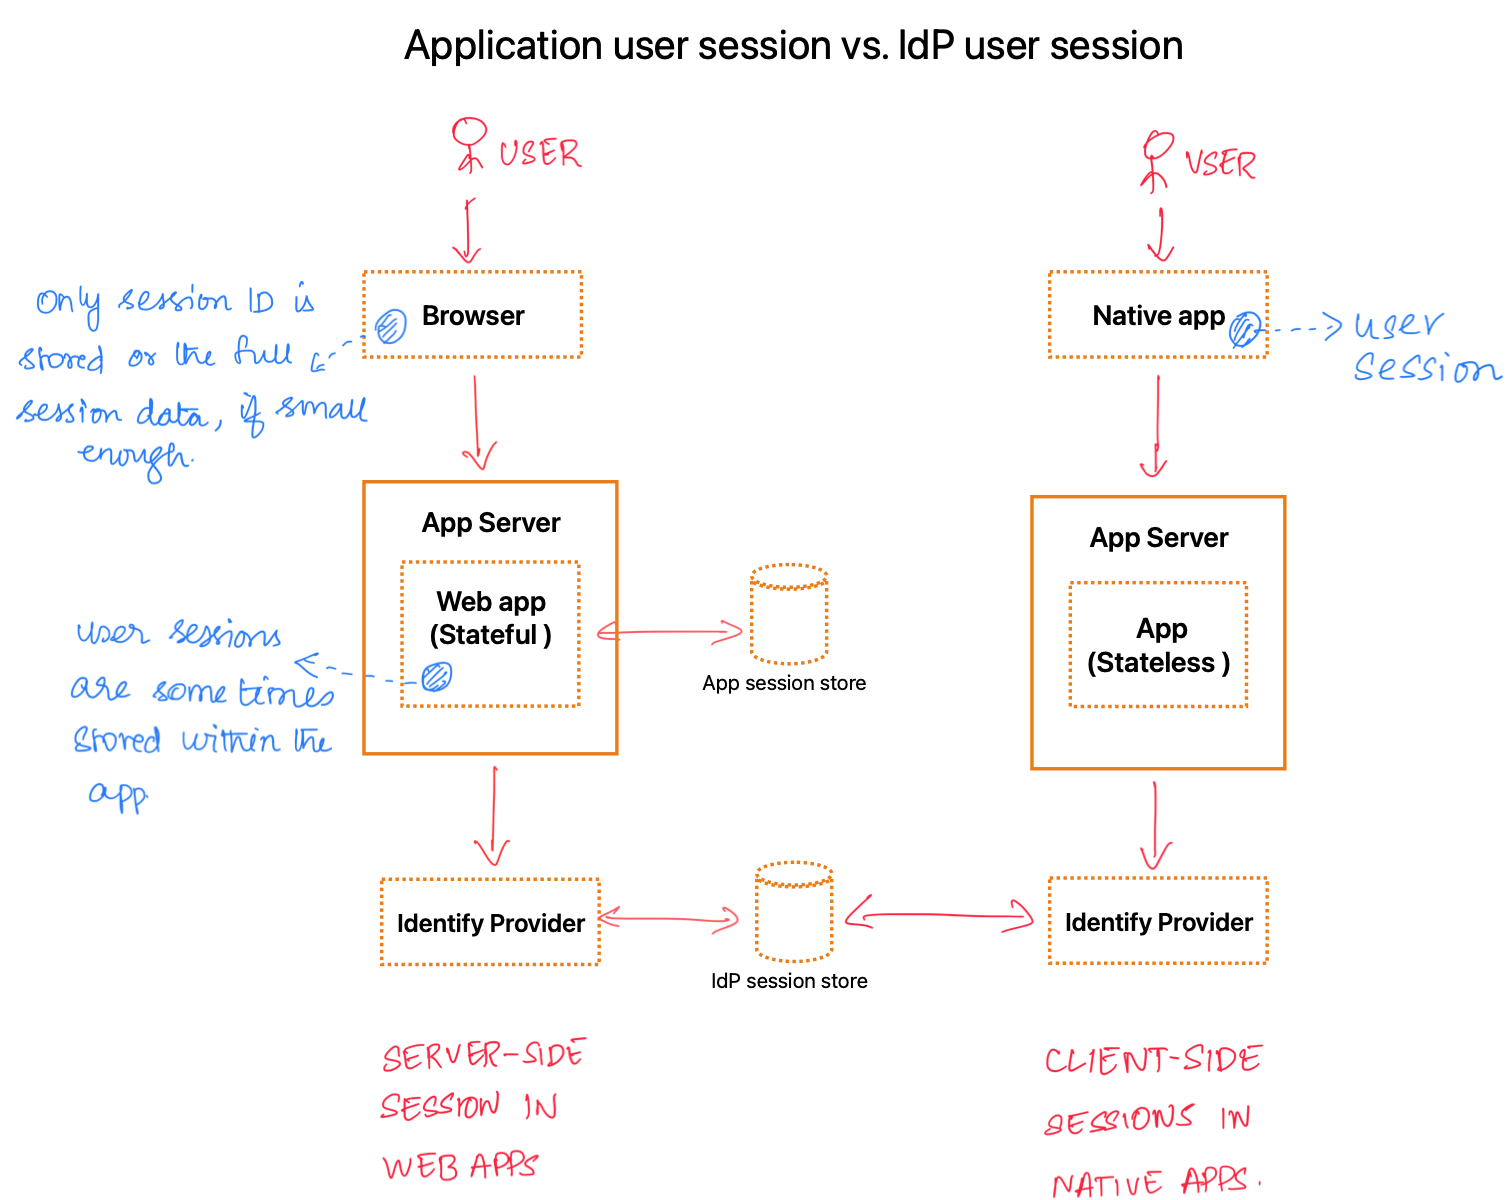 Application user session vs. IdP user session
USER
USER
Browser
Native app
Only session ID is
stored or the full
session data, if small
enough.
user
session
App Server
Web app
(Stateful )
App session store
App Server
App
(Stateless )
user sessions
are sometimes
stored within the
app.
Identify Provider
IdP session store
Identify Provider
SERVER-SIDE
SESSION IN
WEB APPS
CLIENT-SIDE
SESSIONS IN
NATIVE APPS.